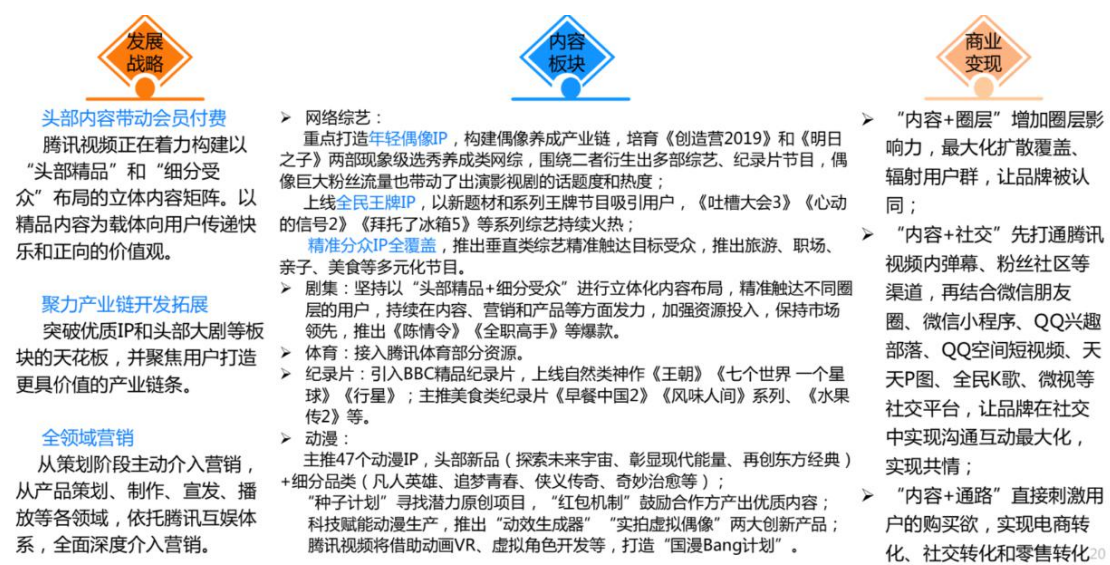 发展
战略
头部内容带动会员付费
腾讯视频正在着力构建以
“头部精品”和“细分受
众”布局的立体内容矩阵。以
精品内容为载体向用户传递快
乐和正向的价值观。
聚力产业链开发拓展
突破优质IP和头部大剧等板
块的天花板，并聚焦用户打造
更具价值的产业链条。
全领域营销
从策划阶段主动介入营销，
从产品策划、制作、宣发、播
放等各领域，依托腾讯互娱体
系，全面深度介入营销。
内容
板块
➢ 网络综艺：
重点打造年轻偶像IP，构建偶像养成产业链，培育《创造营2019》和《明日
之子》两部现象级选秀养成类网综，围绕二者衍生出多部综艺、纪录片节目，偶
像巨大粉丝流量也带动了出演影视剧的话题度和热度；
上线全民王牌IP，以新题材和系列王牌节目吸引用户，《吐槽大会3》《心动
的信号2》《拜托了冰箱5》等系列综艺持续火热；
精准分众IP全覆盖，推出垂直类综艺精准触达目标受众，推出旅游、职场、
亲子、美食等多元化节目。
➢ 剧集：坚持以“头部精品+细分受众”进行立体化内容布局，精准触达不同圈
层的用户，持续在内容、营销和产品等方面发力，加强资源投入，保持市场
领先，推出《陈情令》《全职高手》等爆款。
➢ 体育：接入腾讯体育部分资源。
➢ 纪录片：引入BBC精品纪录片，上线自然类神作《王朝》《七个世界 一个星
球》《行星》；主推美食类纪录片《早餐中国2》《风味人间》系列、《水果
传2》等。
➢ 动漫：
主推47个动漫IP，头部新品（探索未来宇宙、彰显现代能量、再创东方经典）
+细分品类（凡人英雄、追梦青春、侠义传奇、奇妙治愈等）；
“种子计划”寻找潜力原创项目，“红包机制”鼓励合作方产出优质内容；
科技赋能动漫生产，推出“动效生成器”“实拍虚拟偶像”两大创新产品；
腾讯视频将借助动画VR、虚拟角色开发等，打造“国漫Bang计划”。
商业
变现
➢ “内容+圈层”增加圈层影
响力，最大化扩散覆盖、
辐射用户群，让品牌被认
同；
➢ “内容+社交”先打通腾讯
视频内弹幕、粉丝社区等
渠道，再结合微信朋友
圈、微信小程序、QQ兴趣
部落、QQ空间短视频、天
天P图、全民K歌、微视等
社交平台，让品牌在社交
中实现沟通互动最大化，
实现共情；
➢ “内容+通路”直接刺激用
户的购买欲，实现电商转
化、社交转化和零售转化
20